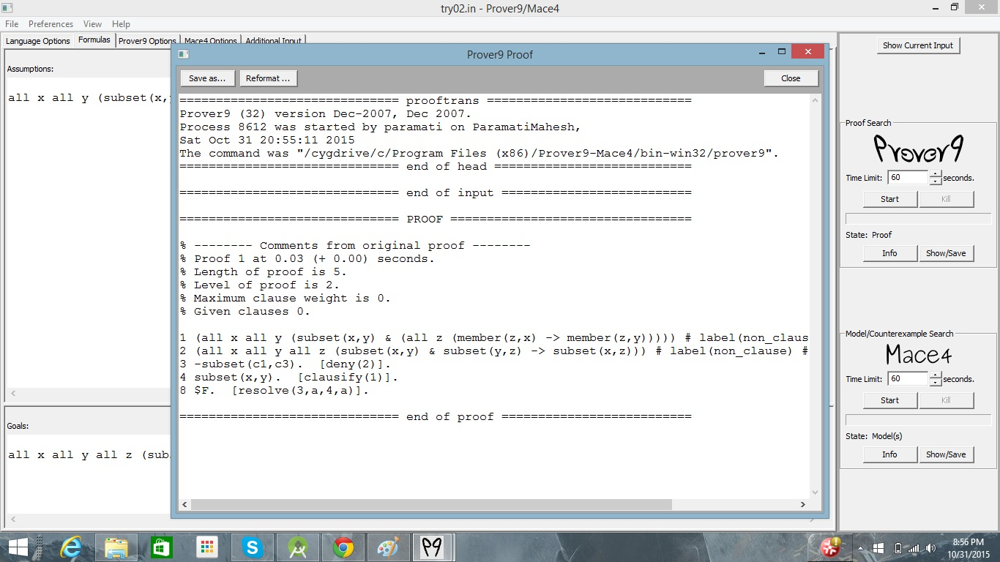 try02.in - Prover9/Mace4
File Preferences View Help
Language Options Formulas Prover9 Options Mace4 Options Additional Input
Assumptions:
all x all y (subset(x,
Goals:
all x all y all z (sub
Prover9 Proof
Save as... Reformat ... Close
============================== prooftrans ============================
Prover9 (32) version Dec-2007, Dec 2007.
Process 8612 was started by paramati on ParamatiMahesh,
Sat Oct 31 20:55:11 2015
The command was "/cygdrive/c/Program Files (x86)/Prover9-Mace4/bin-win32/prover9".
============================== end of head ===========================

============================== end of input ==========================

============================== PROOF =================================

% -------- Comments from original proof --------
% Proof 1 at 0.03 (+ 0.00) seconds.
% Length of proof is 5.
% Level of proof is 2.
% Maximum clause weight is 0.
% Given clauses 0.

1 (all x all y (subset(x,y) & (all z (member(z,x) -> member(z,y))))) # label(non_claus
2 (all x all y all z (subset(x,y) & subset(y,z) -> subset(x,z))) # label(non_clause) #
3 -subset(c1,c3). [deny(2)].
4 subset(x,y). [clausify(1)].
8 $F. [resolve(3,a,4,a)].

============================== end of proof ==========================
Show Current Input
Proof Search
Prover9
Time Limit: 60 seconds.
Start Kill
State: Proof
Info Show/Save
Model/Counterexample Search
Mace4
Time Limit: 60 seconds.
Start Kill
State: Model(s)
Info Show/Save
P9
8:56 PM
10/31/2015